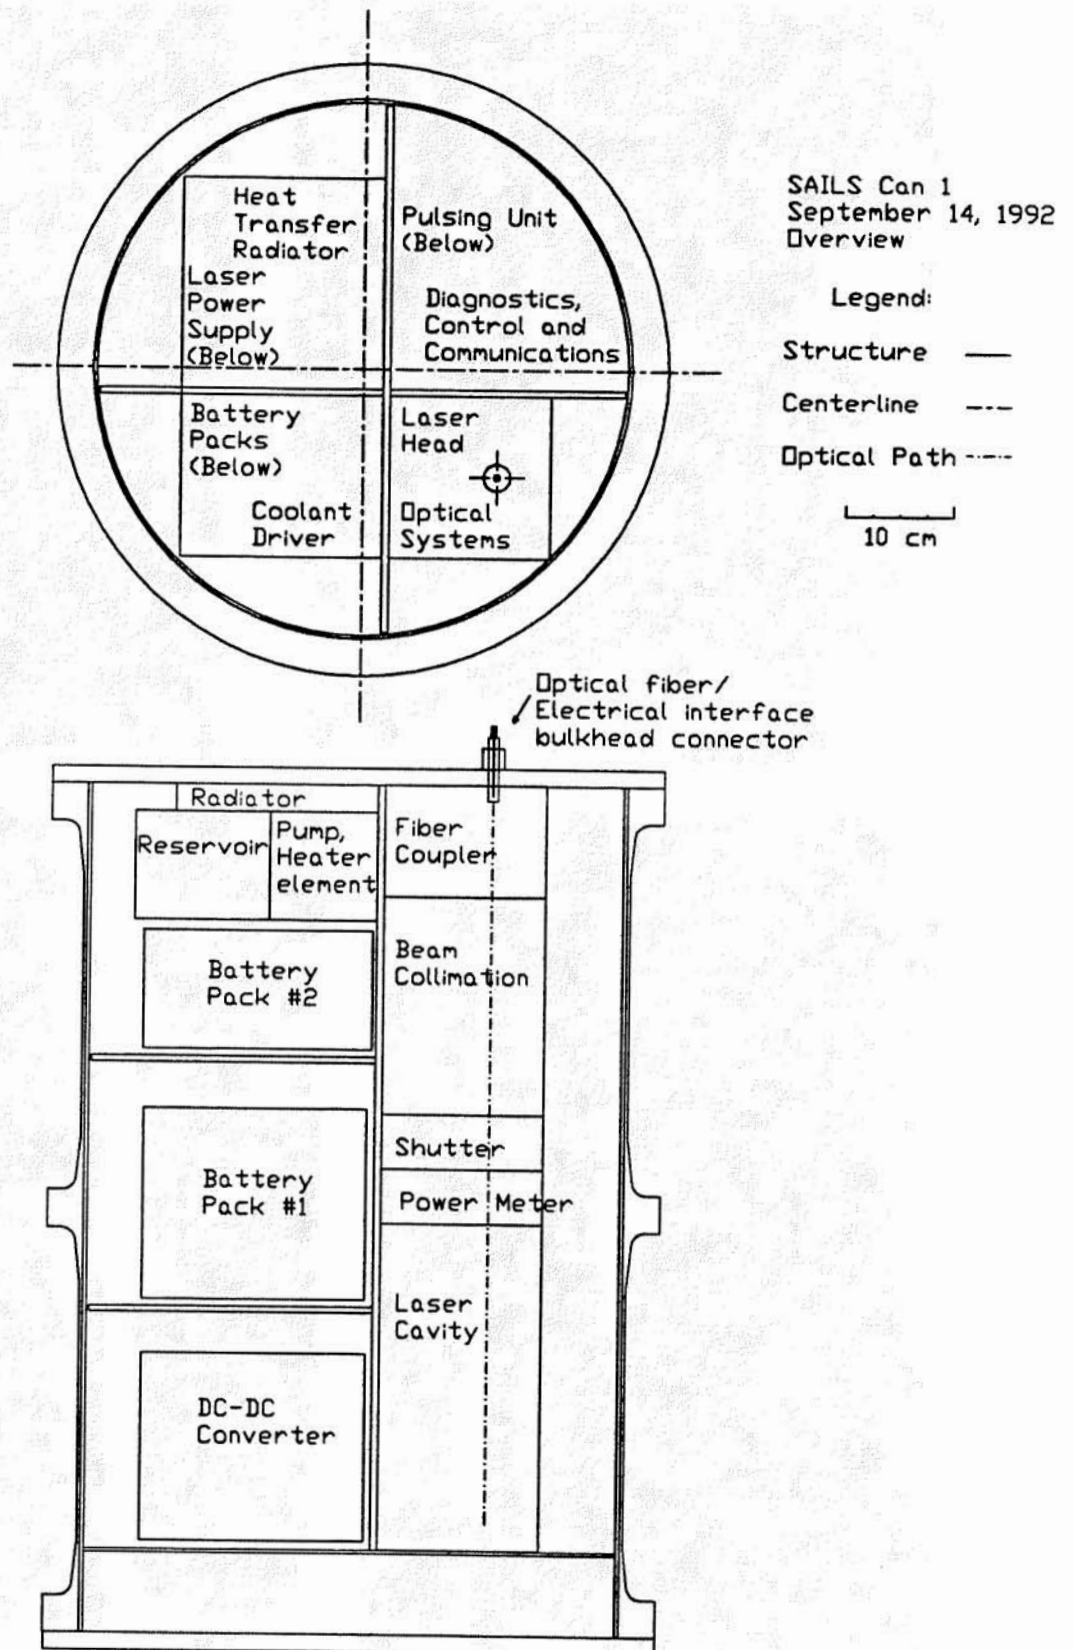 Heat
Transfer
Radiator
Laser
Power
Supply
(Below)
Pulsing Unit
(Below)
Diagnostics,
Control and
Communications
Battery
Packs
(Below)
Coolant
Driver
Laser
Head
Optical
Systems
SAILS Can 1
September 14, 1992
Overview
Legend:
Structure
Centerline
Optical Path
10 cm
Optical fiber/
Electrical interface
bulkhead connector
Radiator
Reservoir
Pump,
Heater
element
Battery
Pack #2
Battery
Pack #1
DC-DC
Converter
Fiber
Coupler
Beam
Collimation
Shutter
Power Meter
Laser
Cavity